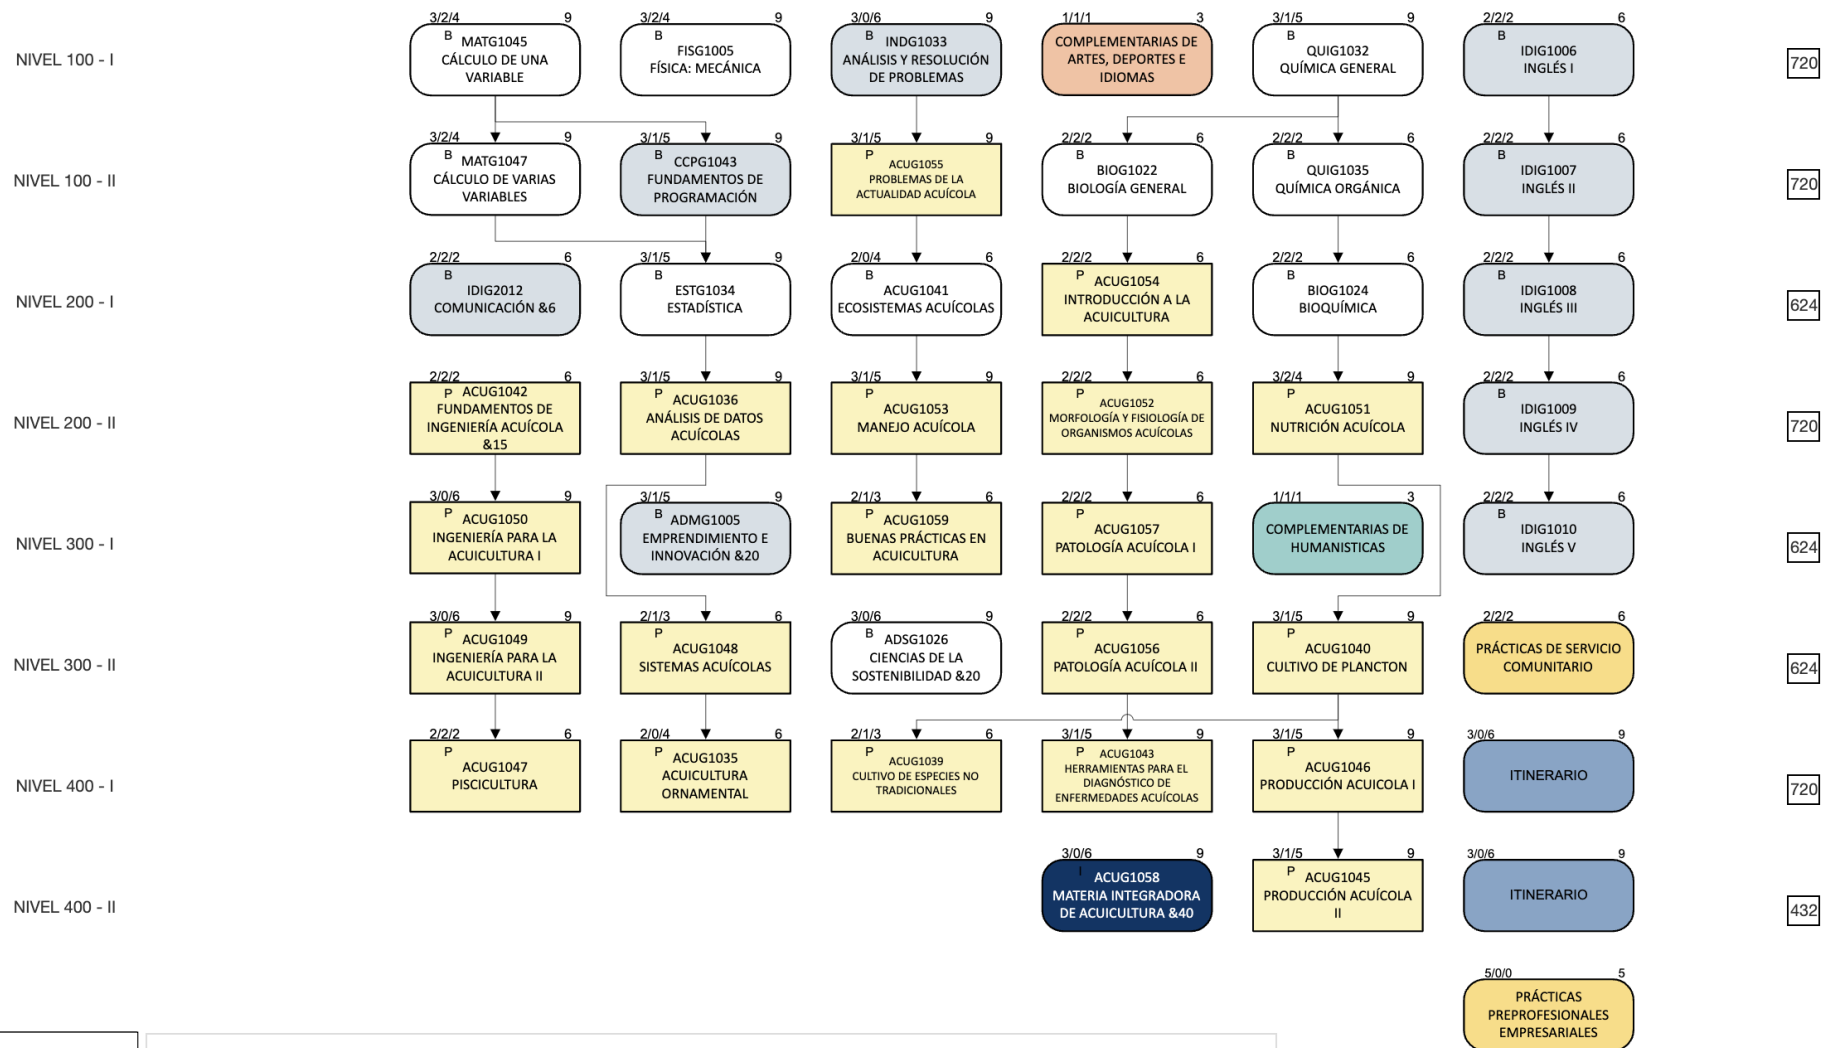 3/2/4 9 3/2/4 9 3/0/6 9 1/1/1 3 3/1/5 9 2/2/2 6
NIVEL 100 - I
B MATG1045
CÁLCULO DE UNA
VARIABLE
B
FISG1005
FÍSICA: MECÁNICA
B INDG1033
ANÁLISIS Y RESOLUCIÓN
DE PROBLEMAS
COMPLEMENTARIAS DE
ARTES, DEPORTES E
IDIOMAS
B
QUIG1032
QUÍMICA GENERAL
B
IDIG1006
INGLÉS I
720
3/2/4 9 3/1/5 9 3/1/5 9 2/2/2 6 2/2/2 6 2/2/2 6
NIVEL 100 - II
B MATG1047
CÁLCULO DE VARIAS
VARIABLES
B CCPG1043
FUNDAMENTOS DE
PROGRAMACIÓN
P
ACUG1055
PROBLEMAS DE LA
ACTUALIDAD ACUÍCOLA
B
BIOG1022
BIOLOGÍA GENERAL
B
QUIG1035
QUÍMICA ORGÁNICA
B
IDIG1007
INGLÉS II
720
2/2/2 6 3/1/5 9 2/0/4 6 2/2/2 6 2/2/2 6 2/2/2 6
NIVEL 200 - I
B
IDIG2012
COMUNICACIÓN &6
B
ESTG1034
ESTADÍSTICA
B
ACUG1041
ECOSISTEMAS ACUÍCOLAS
P ACUG1054
INTRODUCCIÓN A LA
ACUICULTURA
B
BIOG1024
BIOQUÍMICA
B
IDIG1008
INGLÉS III
624
2/2/2 6 3/1/5 9 3/1/5 9 2/2/2 6 3/2/4 9 2/2/2 6
NIVEL 200 - II
P ACUG1042
FUNDAMENTOS DE
INGENIERÍA ACUÍCOLA
&15
P ACUG1036
ANÁLISIS DE DATOS
ACUÍCOLAS
P
ACUG1053
MANEJO ACUÍCOLA
P
ACUG1052
MORFOLOGÍA Y FISIOLOGÍA DE
ORGANISMOS ACUÍCOLAS
P
ACUG1051
NUTRICIÓN ACUÍCOLA
B
IDIG1009
INGLÉS IV
720
3/0/6 9 3/1/5 9 2/1/3 6 2/2/2 6 1/1/1 3 2/2/2 6
NIVEL 300 - I
P ACUG1050
INGENIERÍA PARA LA
ACUICULTURA I
B ADMG1005
EMPRENDIMIENTO E
INNOVACIÓN &20
P ACUG1059
BUENAS PRÁCTICAS EN
ACUICULTURA
P
ACUG1057
PATOLOGÍA ACUÍCOLA I
COMPLEMENTARIAS DE
HUMANISTICAS
B
IDIG1010
INGLÉS V
624
3/0/6 9 2/1/3 6 3/0/6 9 2/2/2 6 3/1/5 9 2/2/2 6
NIVEL 300 - II
P ACUG1049
INGENIERÍA PARA LA
ACUICULTURA II
P
ACUG1048
SISTEMAS ACUÍCOLAS
B ADSG1026
CIENCIAS DE LA
SOSTENIBILIDAD &20
P
ACUG1056
PATOLOGÍA ACUÍCOLA II
P
ACUG1040
CULTIVO DE PLANCTON
PRÁCTICAS DE SERVICIO
COMUNITARIO
624
2/2/2 6 2/0/4 6 2/1/3 6 3/1/5 9 3/1/5 9 3/0/6 9
NIVEL 400 - I
P
ACUG1047
PISCICULTURA
P ACUG1035
ACUICULTURA
ORNAMENTAL
P
ACUG1039
CULTIVO DE ESPECIES NO
TRADICIONALES
P ACUG1043
HERRAMIENTAS PARA EL
DIAGNÓSTICO DE
ENFERMEDADES ACUÍCOLAS
P
ACUG1046
PRODUCCIÓN ACUICOLA I
ITINERARIO
720
3/0/6 9 3/1/5 9 3/0/6 9
NIVEL 400 - II
I
ACUG1058
MATERIA INTEGRADORA
DE ACUICULTURA &40
P ACUG1045
PRODUCCIÓN ACUÍCOLA
II
ITINERARIO
432
5/0/0 5
PRÁCTICAS
PREPROFESIONALES
EMPRESARIALES